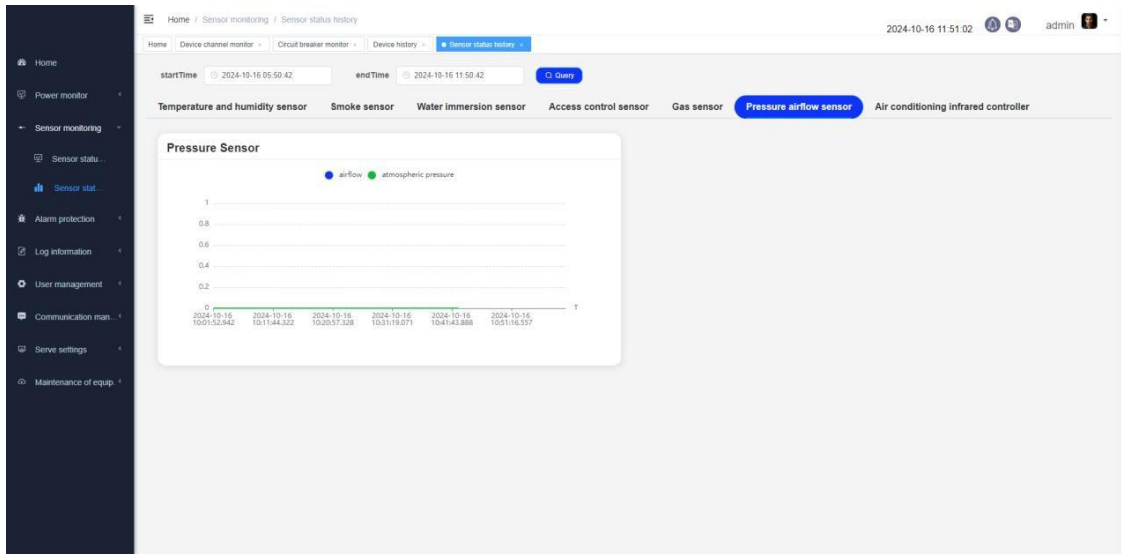 Home / Sensor monitoring / Sensor status history
2024-10-16 11:51:02 admin
Home Device channel monitor × Circuit breaker monitor × Device history × Sensor status history ×
Home
Power monitor
Sensor monitoring
Sensor statu...
Sensor stat...
Alarm protection
Log information
User management
Communication man...
Serve settings
Maintenance of equip.
startTime 2024-10-16 05:50:42 endTime 2024-10-16 11:50:42 Query
Temperature and humidity sensor Smoke sensor Water immersion sensor Access control sensor Gas sensor Pressure airflow sensor Air conditioning infrared controller
Pressure Sensor
airflow atmospheric pressure
1
0.8
0.6
0.4
0.2
0 T
2024-10-16 2024-10-16 2024-10-16 2024-10-16 2024-10-16 2024-10-16
10:01:52.942 10:11:44.322 10:20:57.328 10:31:19.071 10:41:43.888 10:51:16.557